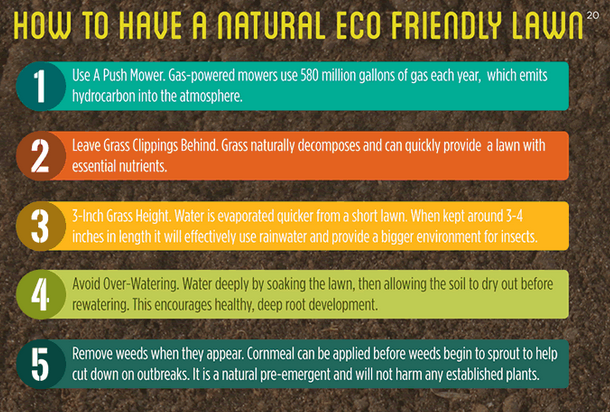 HOW TO HAVE A NATURAL ECO FRIENDLY LAWN 20
1
Use A Push Mower. Gas-powered mowers use 580 million gallons of gas each year, which emits
hydrocarbon into the atmosphere.
2
Leave Grass Clippings Behind. Grass naturally decomposes and can quickly provide a lawn with
essential nutrients.
3
3-Inch Grass Height. Water is evaporated quicker from a short lawn. When kept around 3-4
inches in length it will effectively use rainwater and provide a bigger environment for insects.
4
Avoid Over-Watering. Water deeply by soaking the lawn, then allowing the soil to dry out before
rewatering. This encourages healthy, deep root development.
5
Remove weeds when they appear. Cornmeal can be applied before weeds begin to sprout to help
cut down on outbreaks. It is a natural pre-emergent and will not harm any established plants.